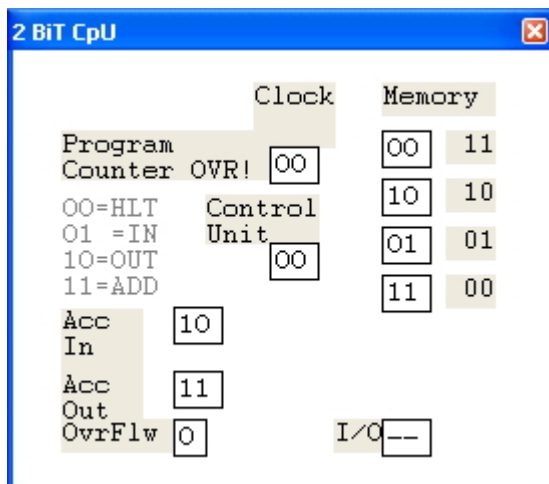 2 BiT CpU
Clock
Memory
Program
Counter OVR!
00
00 11
10 10
01 01
11 00
00=HLT
01 =IN
10=OUT
11=ADD
Control
Unit
00
Acc
In
10
Acc
Out
11
OvrFlw 0
I/O --